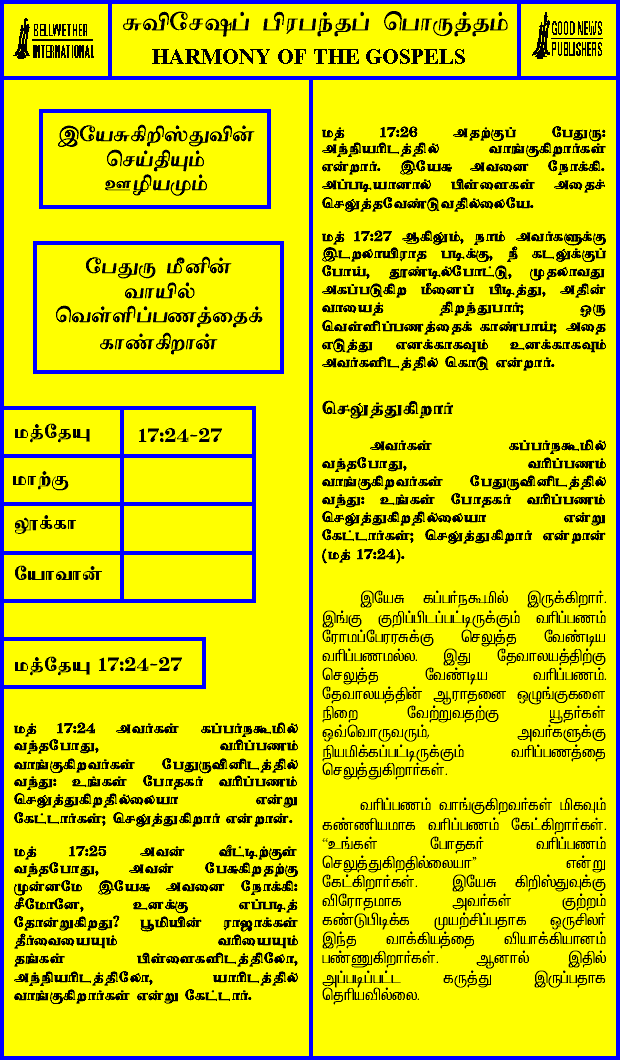 BELLWETHER
INTERNATIONAL
சுவிசேஷப் பிரபந்தப் பொருத்தம்
HARMONY OF THE GOSPELS
GOOD NEWS
PUBLISHERS
இயேசுகிறிஸ்துவின்
செய்தியும்
ஊழியமும்
பேதுரு மீனின்
வாயில்
வெள்ளிப்பணத்தைக்
காண்கிறான்
மத்தேயு 17:24-27
மாற்கு
லூக்கா
யோவான்
மத்தேயு 17:24-27
மத் 17:24 அவர்கள் கப்பர்நகூமில்
வந்தபோது, வரிப்பணம்
வாங்குகிறவர்கள் பேதுருவினிடத்தில்
வந்து: உங்கள் போதகர் வரிப்பணம்
செலுத்துகிறதில்லையா என்று
கேட்டார்கள்; செலுத்துகிறார் என்றான்.
மத் 17:25 அவன் வீட்டிற்குள்
வந்தபோது, அவன் பேசுகிறதற்கு
முன்னமே இயேசு அவனை நோக்கி:
சீமோனே, உனக்கு எப்படித்
தோன்றுகிறது? பூமியின் ராஜாக்கள்
தீர்வையையும் வரியையும்
தங்கள் பிள்ளைகளிடத்திலோ,
அந்நியரிடத்திலோ, யாரிடத்தில்
வாங்குகிறார்கள் என்று கேட்டார்.
மத் 17:26 அதற்குப் பேதுரு:
அந்நியரிடத்தில் வாங்குகிறார்கள்
என்றார். இயேசு அவனை நோக்கி.
அப்படியானால் பிள்ளைகள் அதைச்
செலுத்தவேண்டுவதில்லையே.
மத் 17:27 ஆகிலும், நாம் அவர்களுக்கு
இடறலாயிராத படிக்கு, நீ கடலுக்குப்
போய், தூண்டில்போட்டு, முதலாவது
அகப்படுகிற மீனைப் பிடித்து, அதின்
வாயைத் திறந்துபார்; ஒரு
வெள்ளிப்பணத்தைக் காண்பாய்; அதை
எடுத்து எனக்காகவும் உனக்காகவும்
அவர்களிடத்தில் கொடு என்றார்.
செலுத்துகிறார்
அவர்கள் கப்பர்நகூமில்
வந்தபோது, வரிப்பணம்
வாங்குகிறவர்கள் பேதுருவினிடத்தில்
வந்து: உங்கள் போதகர் வரிப்பணம்
செலுத்துகிறதில்லையா என்று
கேட்டார்கள்; செலுத்துகிறார் என்றான்
(மத் 17:24).
இயேசு கப்பர்நகூமில் இருக்கிறார்.
இங்கு குறிப்பிடப்பட்டிருக்கும் வரிப்பணம்
ரோமப்பேரரசுக்கு செலுத்த வேண்டிய
வரிப்பணமல்ல. இது தேவாலயத்திற்கு
செலுத்த வேண்டிய வரிப்பணம்.
தேவாலயத்தின் ஆராதனை ஒழுங்குகளை
நிறை வேற்றுவதற்கு யூதர்கள்
ஒவ்வொருவரும், அவர்களுக்கு
நியமிக்கப்பட்டிருக்கும் வரிப்பணத்தை
செலுத்துகிறார்கள்.
வரிப்பணம் வாங்குகிறவர்கள் மிகவும்
கண்ணியமாக வரிப்பணம் கேட்கிறார்கள்.
“உங்கள் போதகர் வரிப்பணம்
செலுத்துகிறதில்லையா” என்று
கேட்கிறார்கள். இயேசு கிறிஸ்துவுக்கு
விரோதமாக அவர்கள் குற்றம்
கண்டுபிடிக்க முயற்சிப்பதாக ஒருசிலர்
இந்த வாக்கியத்தை வியாக்கியானம்
பண்ணுகிறார்கள். ஆனால் இதில்
அப்படிப்பட்ட கருத்து இருப்பதாக
தெரியவில்லை.